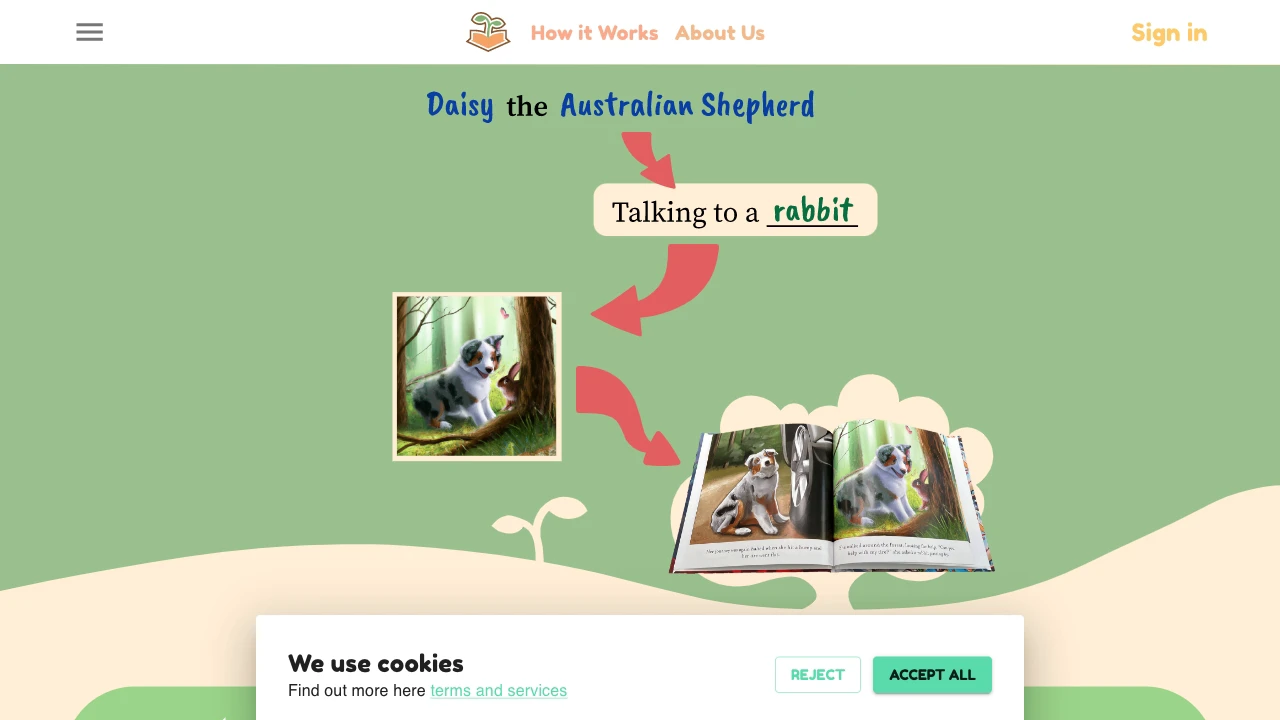 How it Works About Us
Sign in
Daisy the Australian Shepherd
Talking to a rabbit
We use cookies
Find out more here terms and services
REJECT
ACCEPT ALL